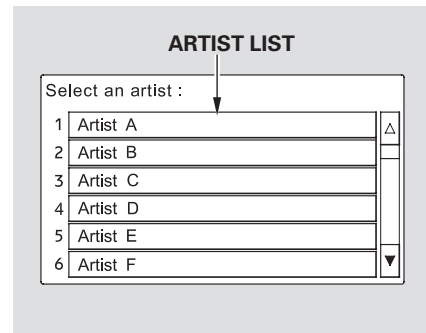 ARTIST LIST
Select an artist :
1 Artist A
2 Artist B
3 Artist C
4 Artist D
5 Artist E
6 Artist F